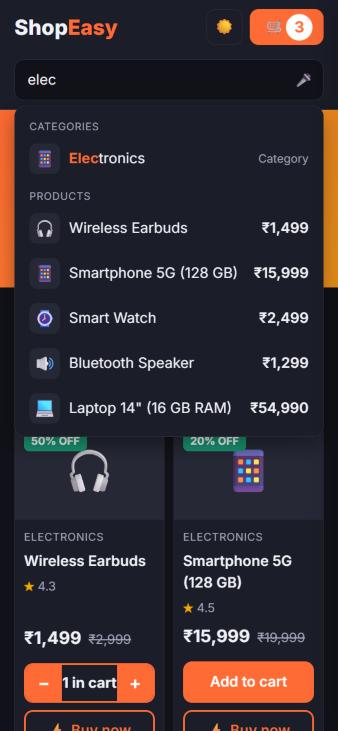 ShopEasy
3
elec
CATEGORIES
Electronics Category
PRODUCTS
Wireless Earbuds ₹1,499
Smartphone 5G (128 GB) ₹15,999
Smart Watch ₹2,499
Bluetooth Speaker ₹1,299
Laptop 14" (16 GB RAM) ₹54,990
50% OFF
20% OFF
ELECTRONICS
Wireless Earbuds
★ 4.3
₹1,499 ₹2,999
− 1 in cart +
Buy now
ELECTRONICS
Smartphone 5G
(128 GB)
★ 4.5
₹15,999 ₹19,999
Add to cart
Buy now